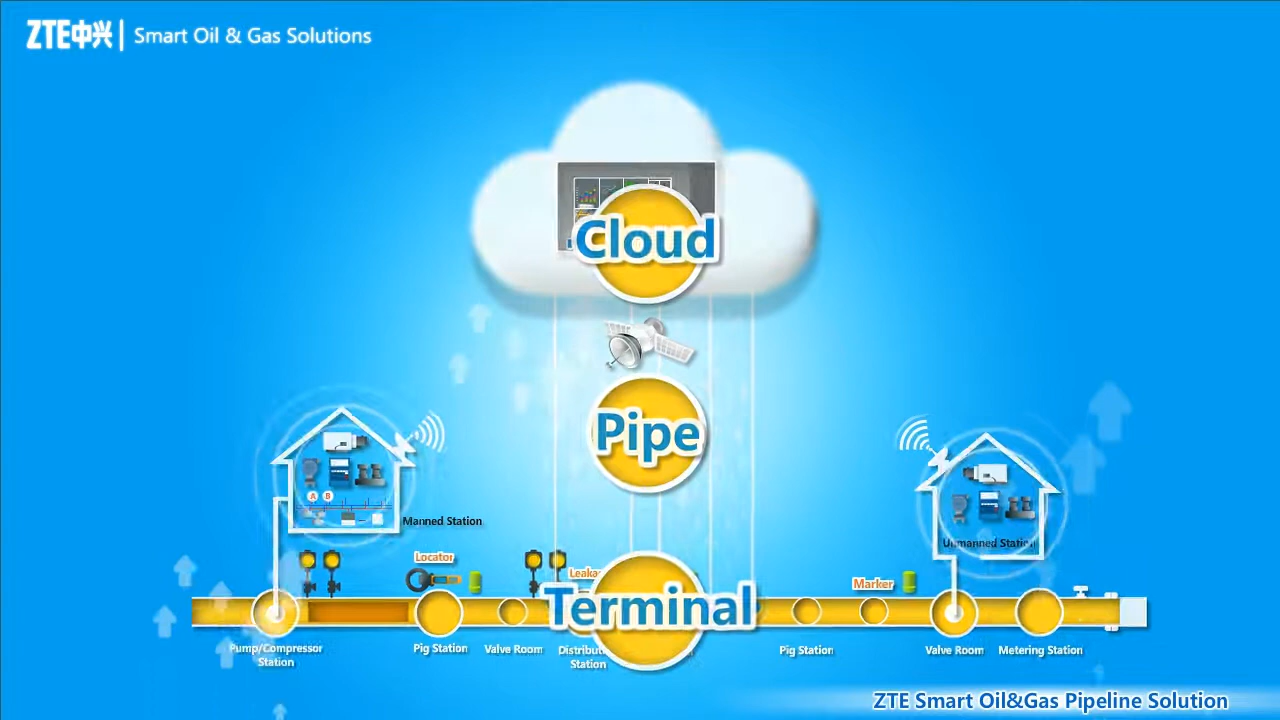 ZTE中兴 | Smart Oil & Gas Solutions
Cloud
Pipe
A B
Manned Station
Unmanned Station
Locator
Marker
Terminal
Pump/Compressor
Station
Pig Station
Valve Room
Station
Pig Station
Valve Room
Metering Station
ZTE Smart Oil&Gas Pipeline Solution